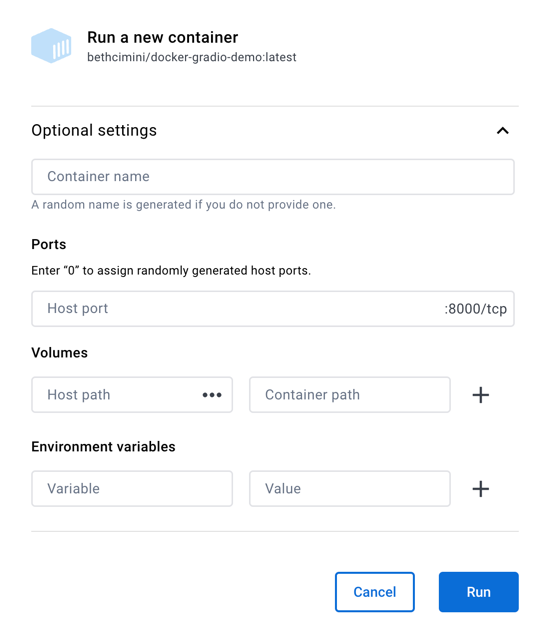 Run a new container
bethcimini/docker-gradio-demo:latest
Optional settings
Container name
A random name is generated if you do not provide one.
Ports
Enter “0” to assign randomly generated host ports.
Host port :8000/tcp
Volumes
Host path ••• Container path +
Environment variables
Variable Value +
Cancel Run